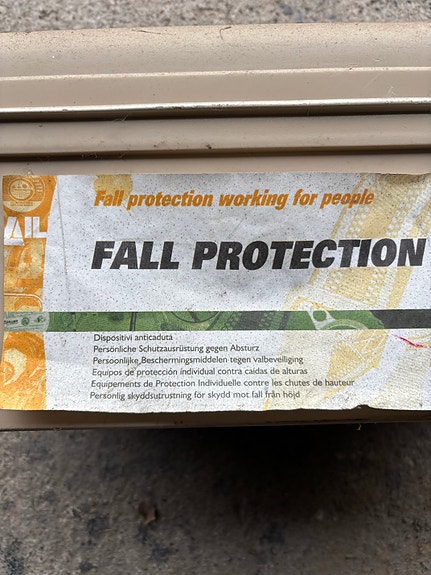 Fall protection working for people
FALL PROTECTION
Dispositivi anticaduta
Persönliche Schutzausrüstung gegen Absturz
Persoonlijke Beschermingsmiddelen tegen valbeveiliging
Equipos de protección individual contra caidas de alturas
Equipements de Protection Individuelle contre les chutes de hauteur
Personlig skyddsutrustning för skydd mot fall från höjd